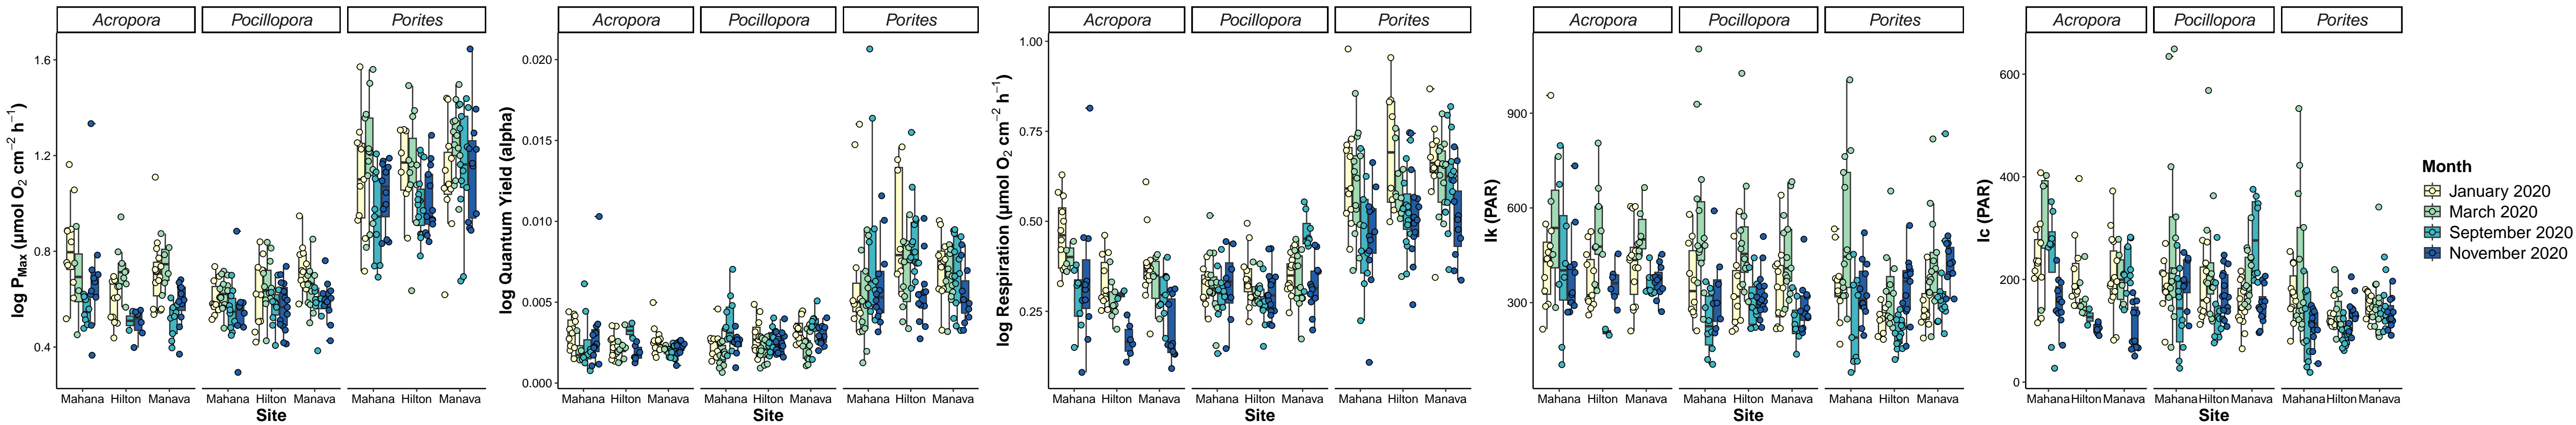 Acropora Pocillopora Porites
1.6
1.2
0.8
0.4
log PMax (μmol O2 cm−2 h−1)
Mahana Hilton Manava Mahana Hilton Manava Mahana Hilton Manava
Site
Acropora Pocillopora Porites
0.020
0.015
0.010
0.005
0.000
log Quantum Yield (alpha)
Mahana Hilton Manava Mahana Hilton Manava Mahana Hilton Manava
Site
Acropora Pocillopora Porites
1.00
0.75
0.50
0.25
log Respiration (μmol O2 cm−2 h−1)
Mahana Hilton Manava Mahana Hilton Manava Mahana Hilton Manava
Site
Acropora Pocillopora Porites
900
600
300
Ik (PAR)
Mahana Hilton Manava Mahana Hilton Manava Mahana Hilton Manava
Site
Acropora Pocillopora Porites
600
400
200
0
Ic (PAR)
Mahana Hilton Manava Mahana Hilton Manava Mahana Hilton Manava
Site
Month
January 2020
March 2020
September 2020
November 2020